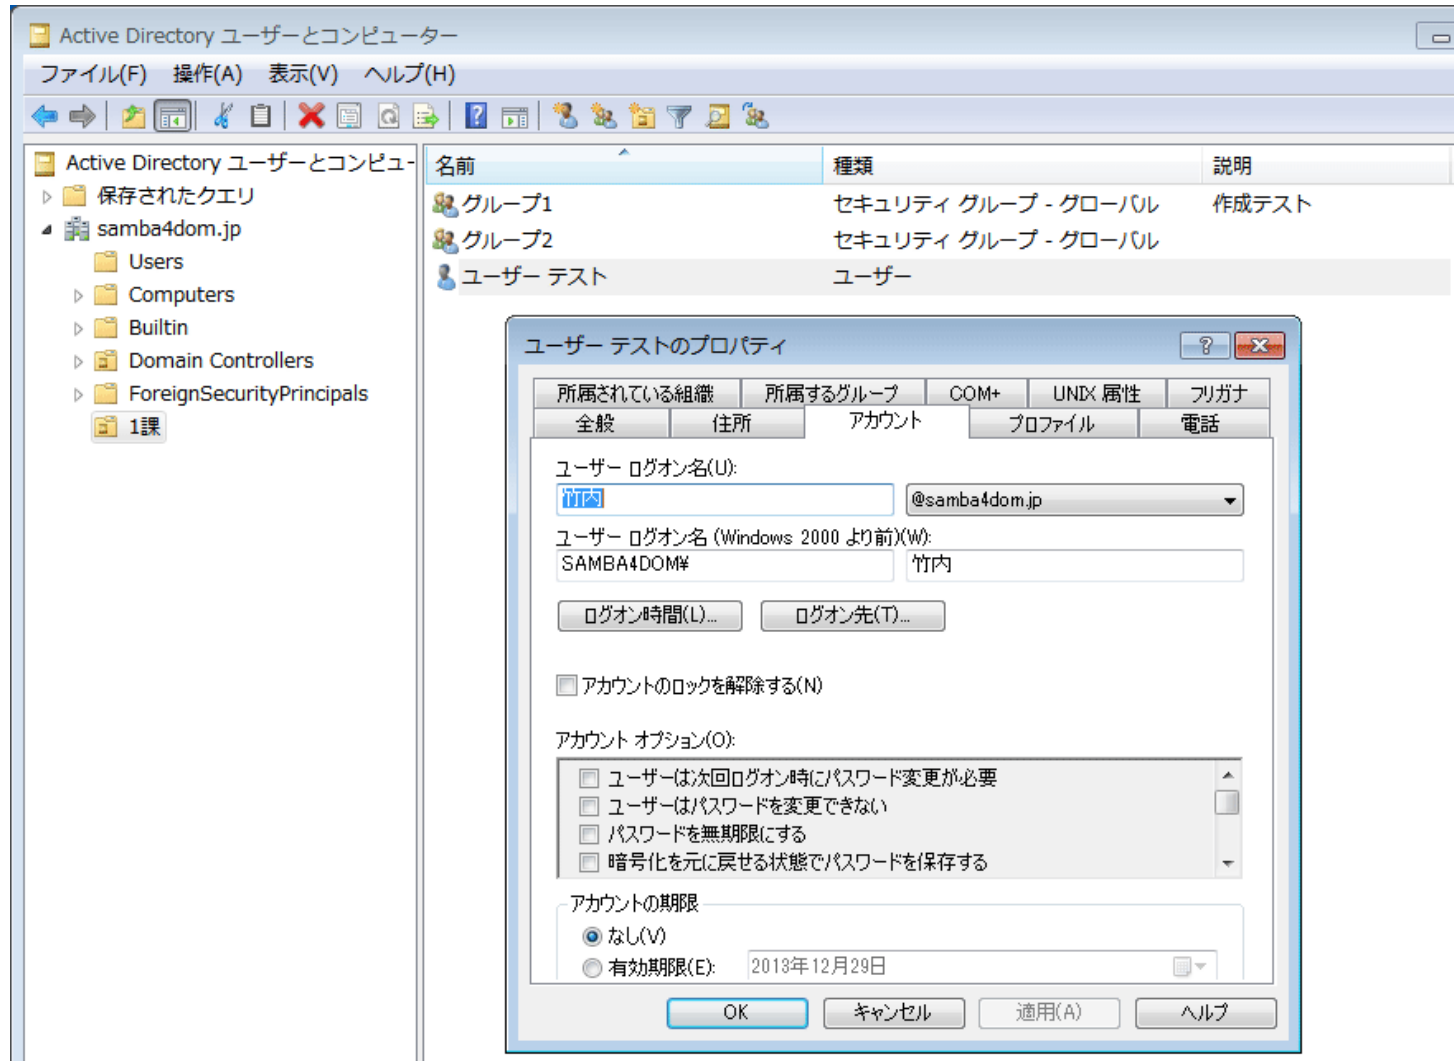 Active Directory ユーザーとコンピューター
ファイル(F) 操作(A) 表示(V) ヘルプ(H)
Active Directory ユーザーとコンピュ
保存されたクエリ
samba4dom.jp
Users
Computers
Builtin
Domain Controllers
ForeignSecurityPrincipals
1課
名前 種類 説明
グループ1 セキュリティ グループ - グローバル 作成テスト
グループ2 セキュリティ グループ - グローバル
ユーザー テスト ユーザー
ユーザー テストのプロパティ
所属されている組織 所属するグループ COM+ UNIX 属性 フリガナ
全般 住所 アカウント プロファイル 電話
ユーザー ログオン名(U):
竹内 @samba4dom.jp
ユーザー ログオン名 (Windows 2000 より前)(W):
SAMBA4DOM¥ 竹内
ログオン時間(L)... ログオン先(T)...
アカウントのロックを解除する(N)
アカウント オプション(O):
ユーザーは次回ログオン時にパスワード変更が必要
ユーザーはパスワードを変更できない
パスワードを無期限にする
暗号化を元に戻せる状態でパスワードを保存する
アカウントの期限
なし(V)
有効期限(E): 2013年12月29日
OK キャンセル 適用(A) ヘルプ